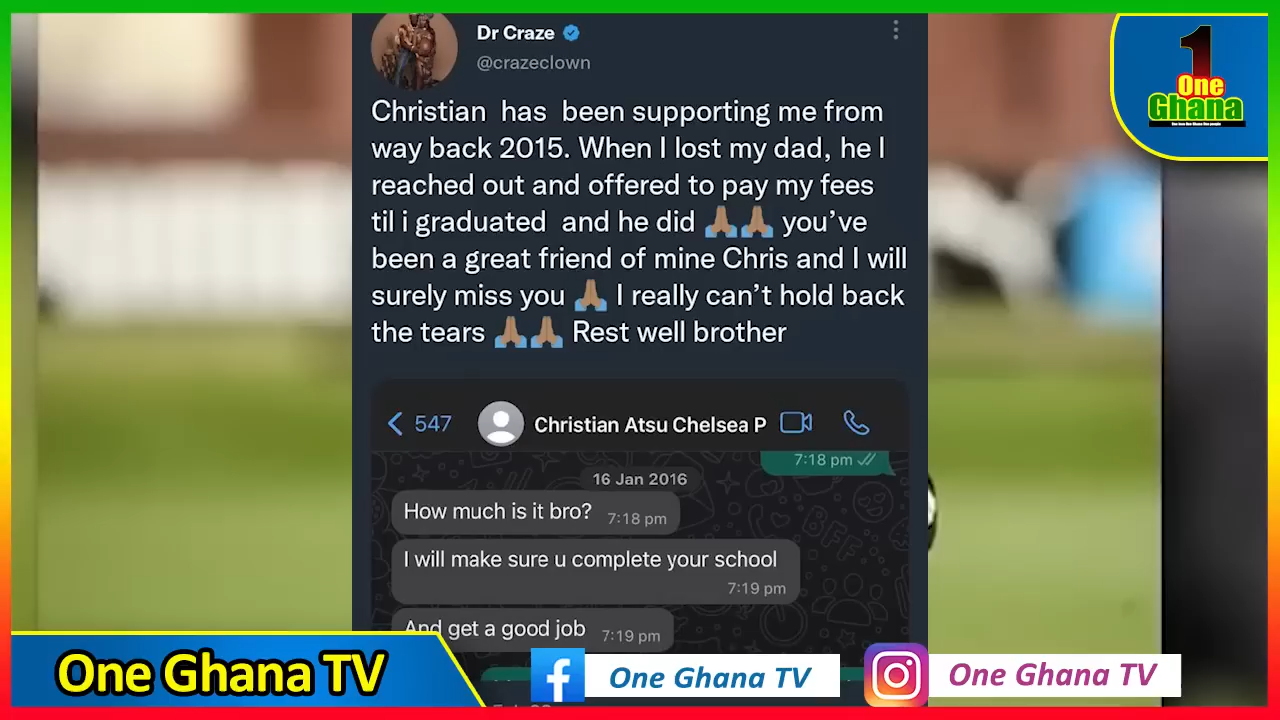 Dr Craze
@crazeclown
Christian has been supporting me from
way back 2015. When I lost my dad, he I
reached out and offered to pay my fees
til i graduated and he did 🙏🏽🙏🏽 you've
been a great friend of mine Chris and I will
surely miss you 🙏🏽 I really can't hold back
the tears 🙏🏽🙏🏽 Rest well brother
547
Christian Atsu Chelsea P
7:18 pm
16 Jan 2016
How much is it bro? 7:18 pm
I will make sure u complete your school
7:19 pm
And get a good job 7:19 pm
1
One
Ghana
One Ghana TV
One Ghana TV
One Ghana TV